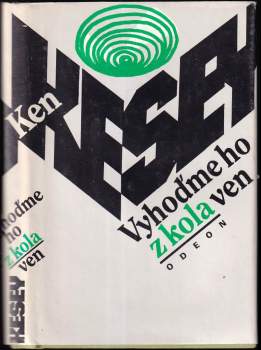 Ken
KESEY
Vyhoďme ho
z kola ven
ODEON
hoďme
ho
z kola
ven
KESEY